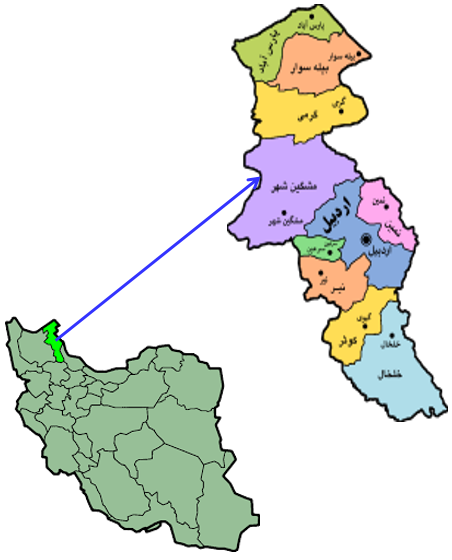 پارس آباد
پارس آباد
بیله سوار
بیله سوار
گرمی
گرمی
مشگین شهر
مشگین شهر
نمین
نمین
اردبیل
اردبیل
سرعین
نیر
نیر
گیوی
کوثر
خلخال
خلخال